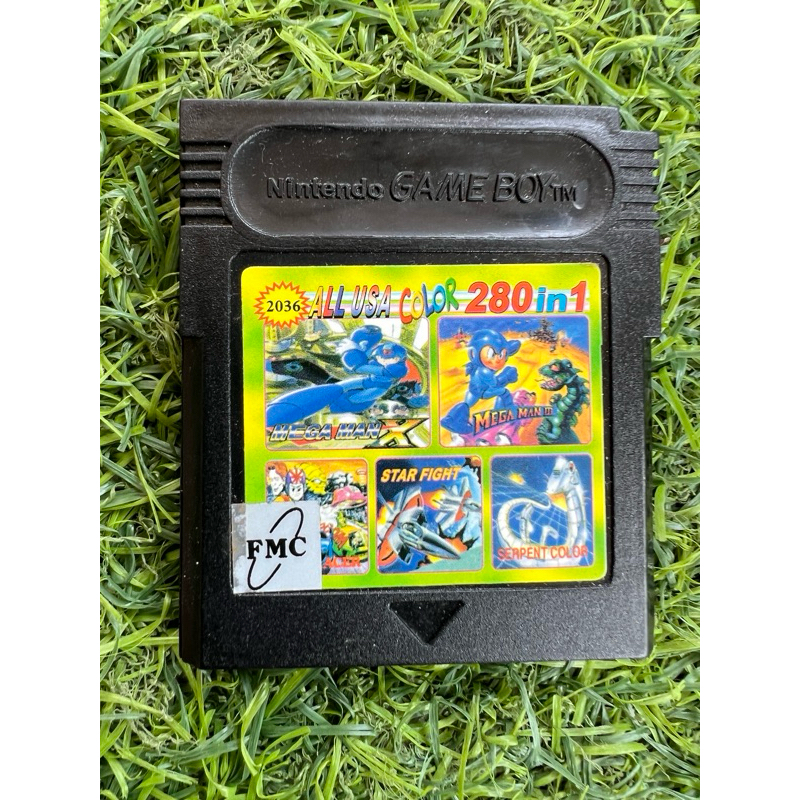 Nintendo GAME BOY TM
2036 ALL USA COLOR 280 in 1
MEGA MAN X
MEGA MAN III
STAR FIGHT
FMC
SERPENT COLOR